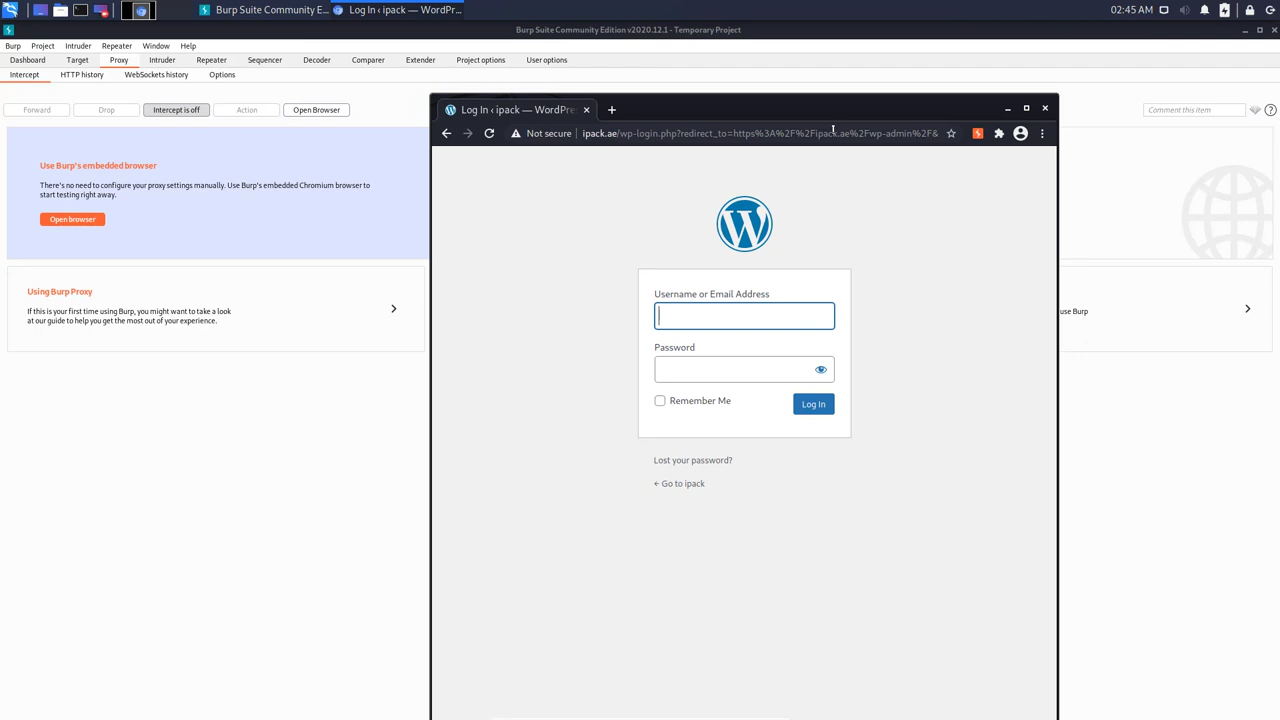 Burp Suite Community E...
Log In ‹ ipack — WordPr...
02:45 AM
Burp Suite Community Edition v2020.12.1 - Temporary Project
Burp Project Intruder Repeater Window Help
Dashboard Target Proxy Intruder Repeater Sequencer Decoder Comparer Extender Project options User options
Intercept HTTP history WebSockets history Options
Forward Drop Intercept is off Action Open Browser Comment this item
Use Burp's embedded browser
There's no need to configure your proxy settings manually. Use Burp's embedded Chromium browser to
start testing right away.
Open browser
Using Burp Proxy
If this is your first time using Burp, you might want to take a look
at our guide to help you get the most out of your experience.
use Burp
Log In ‹ ipack — WordPre
Not secure ipack.ae/wp-login.php?redirect_to=https%3A%2F%2Fipack.ae%2Fwp-admin%2F&
Username or Email Address
Password
Remember Me
Log In
Lost your password?
← Go to ipack